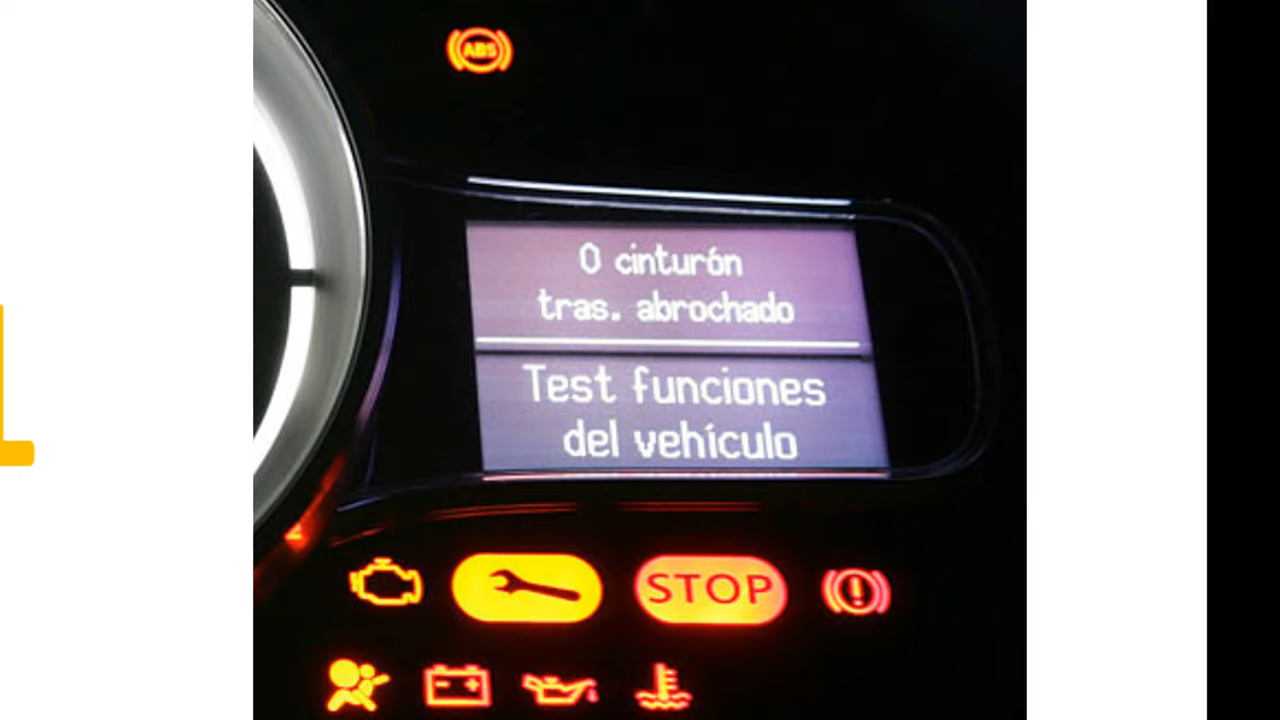 ABS
0 cinturón
tras. abrochado
Test funciones
del vehículo
STOP